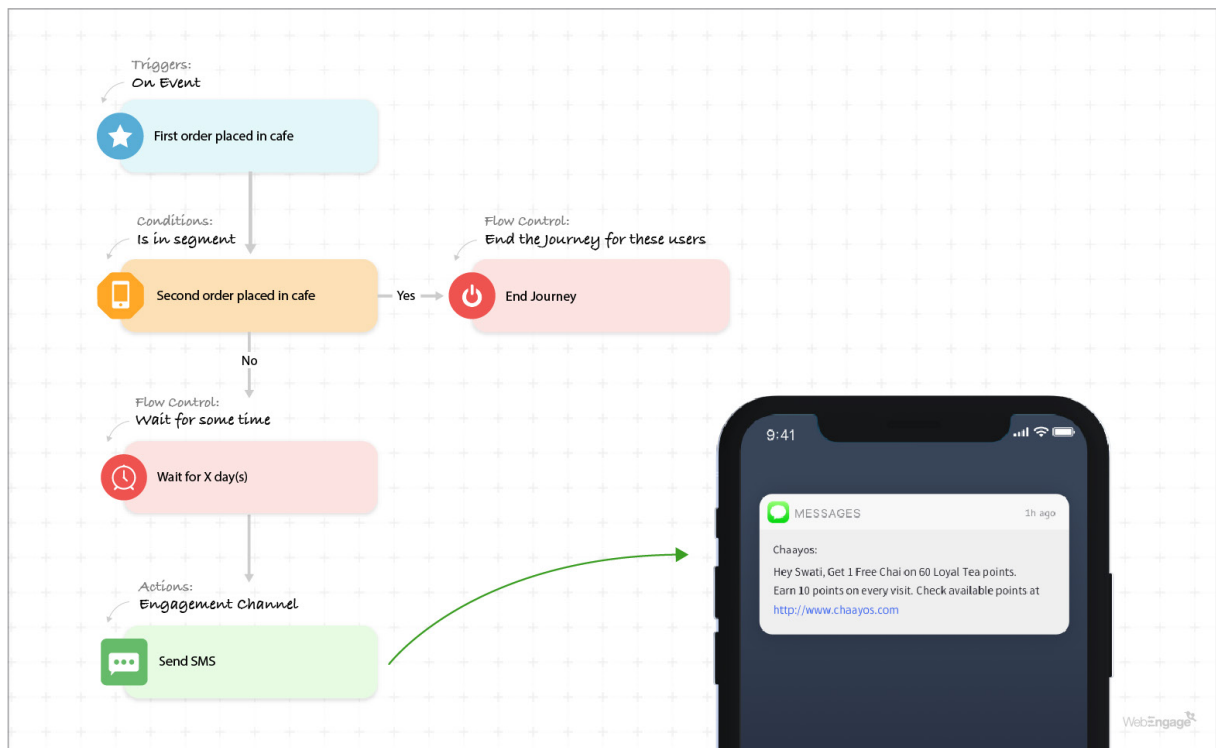 Triggers:
On Event
First order placed in cafe
Conditions:
Is in segment
Second order placed in cafe
Yes
Flow Control:
End the Journey for these users
End Journey
No
Flow Control:
Wait for some time
Wait for X day(s)
Actions:
Engagement Channel
Send SMS
9:41
MESSAGES
1h ago
Chaayos:
Hey Swati, Get 1 Free Chai on 60 Loyal Tea points.
Earn 10 points on every visit. Check available points at
http://www.chaayos.com
WebEngage